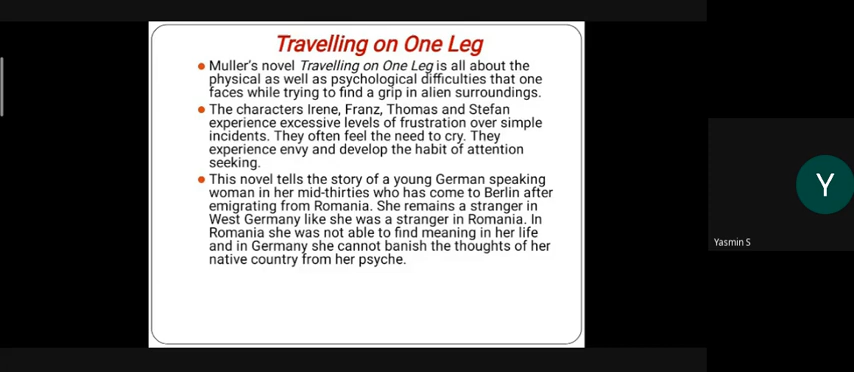 Travelling on One Leg
Muller's novel Travelling on One Leg is all about the
physical as well as psychological difficulties that one
faces while trying to find a grip in alien surroundings.
The characters Irene, Franz, Thomas and Stefan
experience excessive levels of frustration over simple
incidents. They often feel the need to cry. They
experience envy and develop the habit of attention
seeking.
This novel tells the story of a young German speaking
woman in her mid-thirties who has come to Berlin after
emigrating from Romania. She remains a stranger in
West Germany like she was a stranger in Romania. In
Romania she was not able to find meaning in her life
and in Germany she cannot banish the thoughts of her
native country from her psyche.
Y
Yasmin S